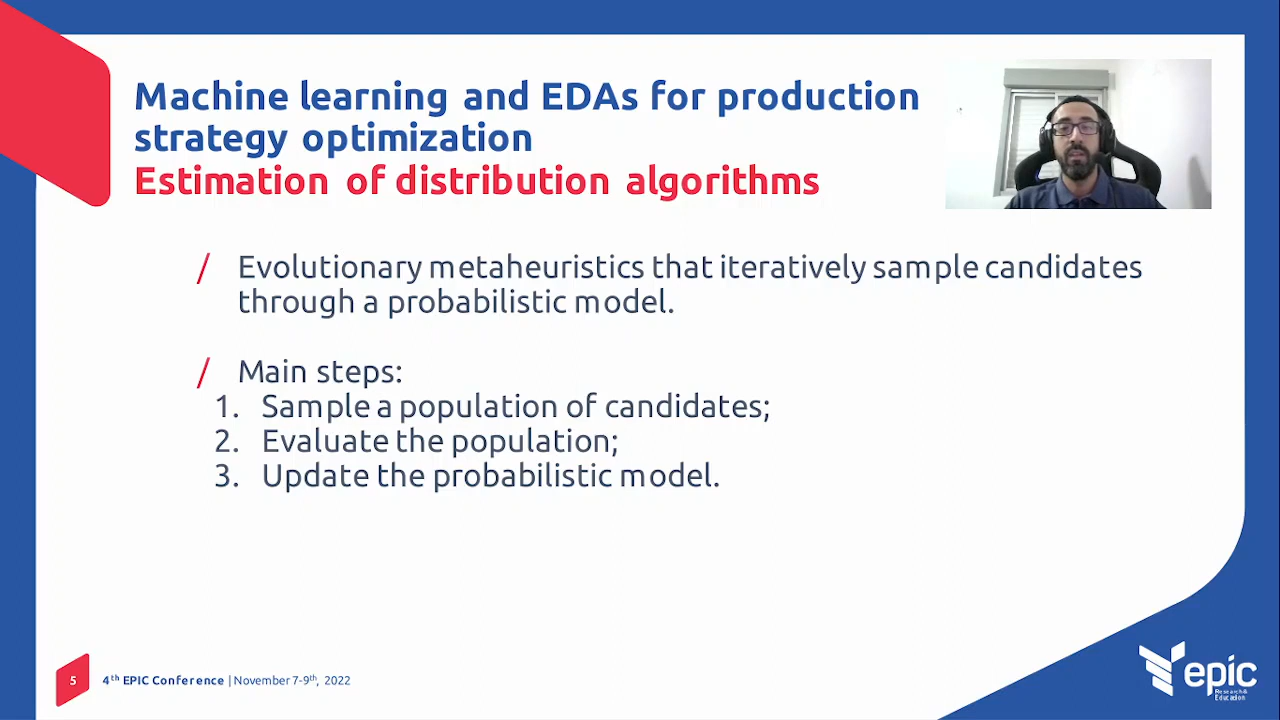 Machine learning and EDAs for production
strategy optimization
Estimation of distribution algorithms
/ Evolutionary metaheuristics that iteratively sample candidates
through a probabilistic model.
/ Main steps:
1. Sample a population of candidates;
2. Evaluate the population;
3. Update the probabilistic model.
5
4th EPIC Conference | November 7-9th, 2022
epic
Research &
Education